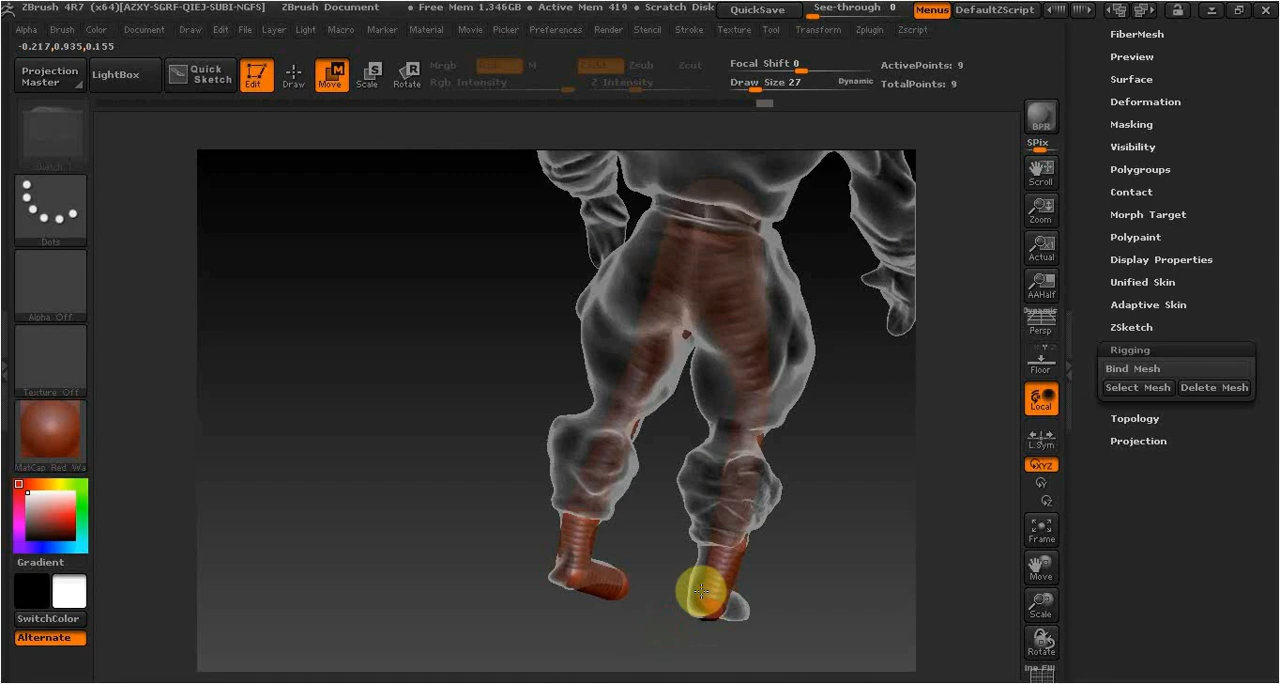 ZBrush 4R7 (x64)[AZXY-SGRF-QIEJ-SUBI-NGFS] ZBrush Document • Free Mem 1.346GB • Active Mem 419 • Scratch Disk QuickSave See-through 0 Menus DefaultZScript
Alpha Brush Color Document Draw Edit File Layer Light Macro Marker Material Movie Picker Preferences Render Stencil Stroke Texture Tool Transform Zplugin Zscript
-0.217,0.935,0.155
Projection Master
LightBox
Quick Sketch
Edit
Draw
Move
Scale
Rotate
Mrgb M Zsub Zcut
Rgb Intensity Z Intensity
Focal Shift 0
Draw Size 27 Dynamic
ActivePoints: 9
TotalPoints: 9
Dots
Alpha Off
Texture Off
MatCap Red Wa
Gradient
SwitchColor
Alternate
BPR
SPix
Scroll
Zoom
Actual
AAHalf
Dynamic
Persp
Floor
Local
L.Sym
XYZ
Y
Z
Frame
Move
Scale
Rotate
FiberMesh
Preview
Surface
Deformation
Masking
Visibility
Polygroups
Contact
Morph Target
Polypaint
Display Properties
Unified Skin
Adaptive Skin
ZSketch
Rigging
Bind Mesh
Select Mesh Delete Mesh
Topology
Projection